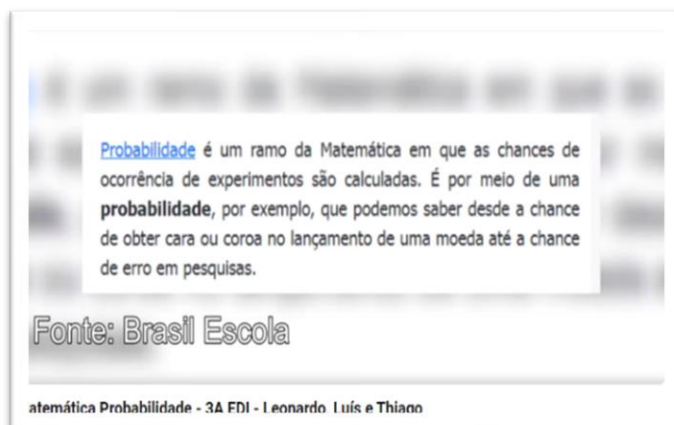 Probabilidade é um ramo da Matemática em que as chances de
ocorrência de experimentos são calculadas. É por meio de uma
probabilidade, por exemplo, que podemos saber desde a chance
de obter cara ou coroa no lançamento de uma moeda até a chance
de erro em pesquisas.
Fonte: Brasil Escola
atemática Probabilidade - 3A EDI - Leonardo, Luís e Thiago